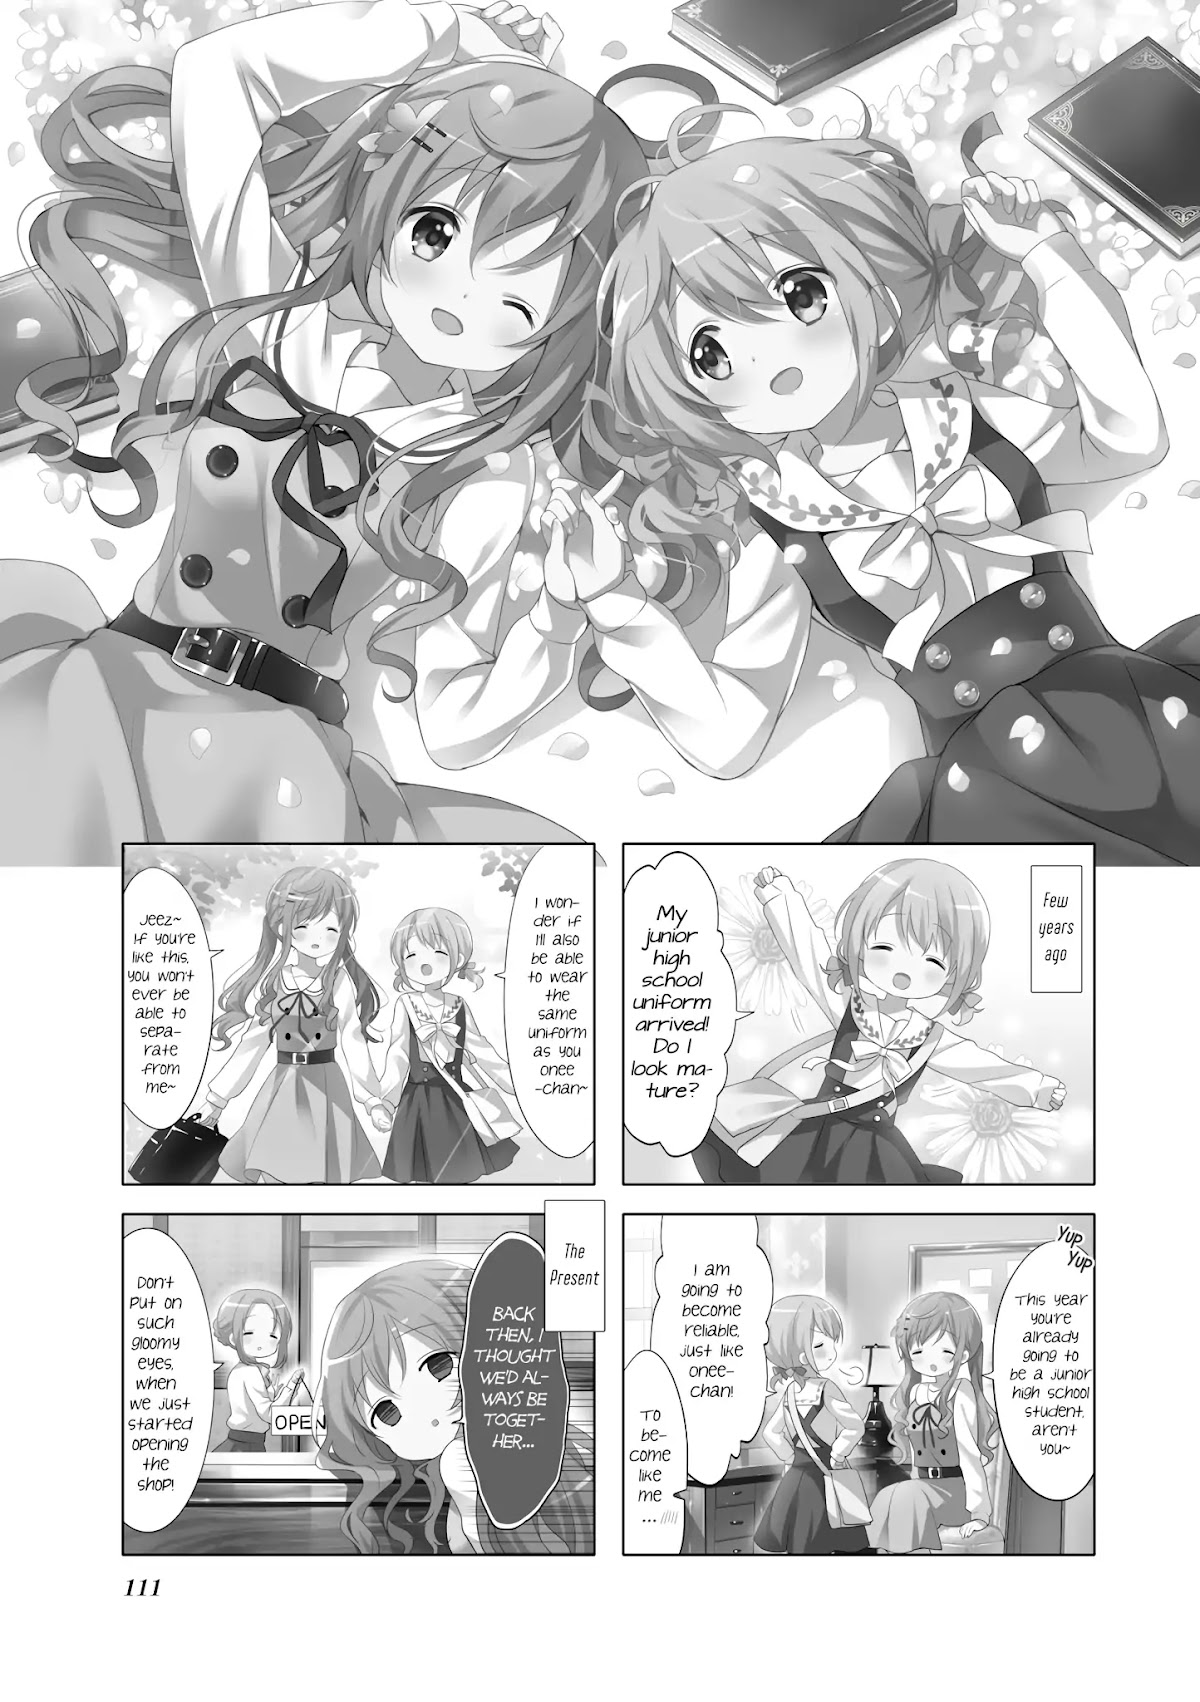 Few
years
ago
My
junior
high
school
uniform
arrived!
Do I
look ma-
ture?
Yup
Yup
This year
you're
already
going to
be a junior
high school
student,
aren't
you~
I am
going to
become
reliable,
just like
onee-
chan!
To
be-
come
like
me
...
I won-
der if
I'll also
be able
to wear
the
same
uniform
as you
onee
-chan~
Jeez~
If you're
like this,
you won't
ever be
able to
sepa-
rate
from
me~
The
Present
BACK
THEN, I
THOUGHT
WE'D AL-
WAYS BE
TOGET-
HER...
OPEN
Don't
put on
such
gloomy
eyes,
when
we just
started
opening
the
shop!
111